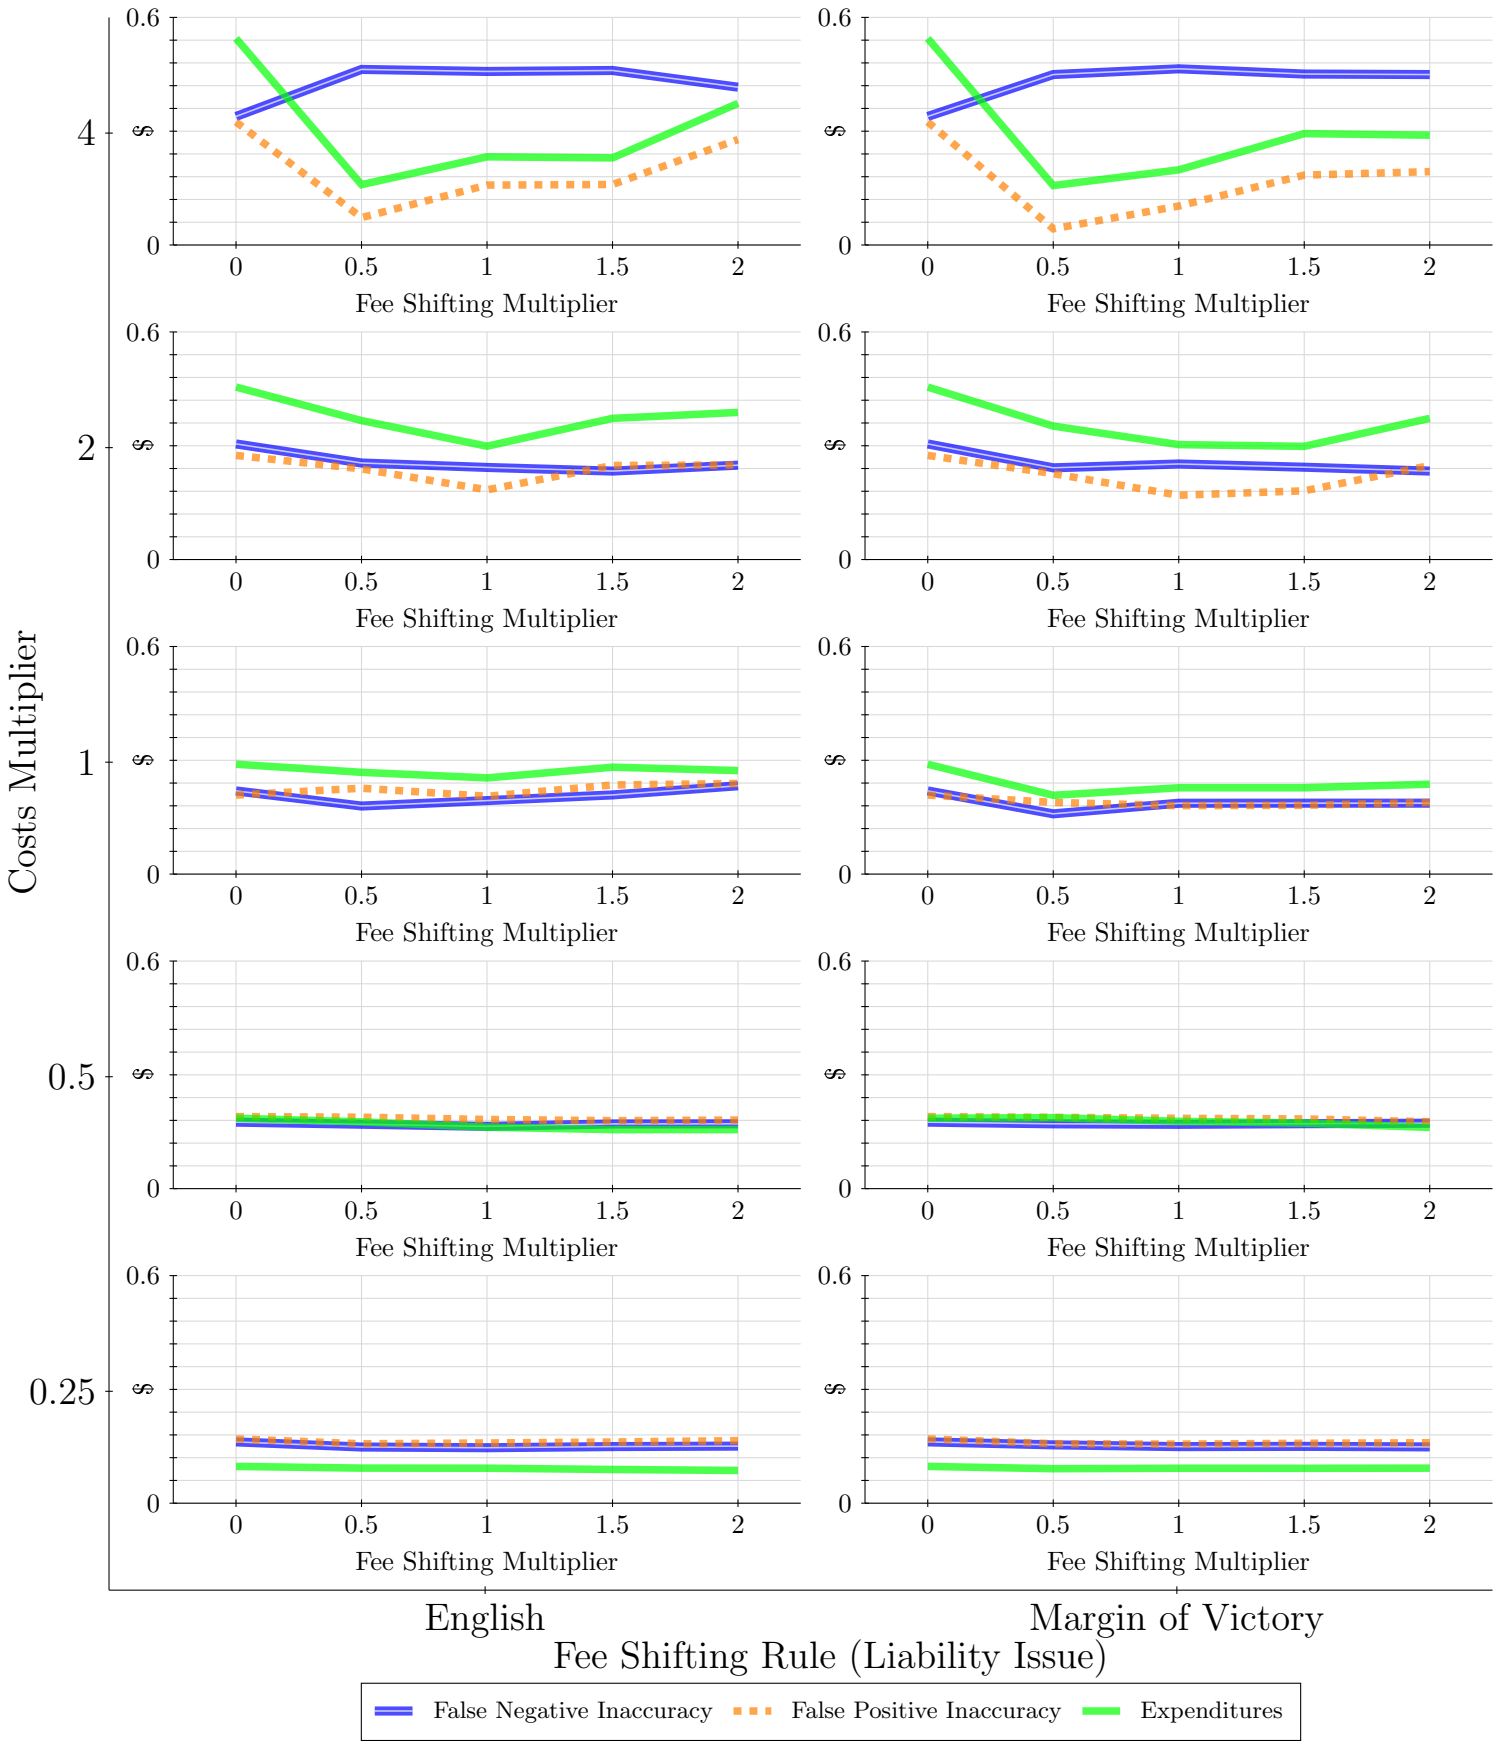 Costs Multiplier
4
0.6
$
0
0 0.5 1 1.5 2
Fee Shifting Multiplier
0.6
$
0
0 0.5 1 1.5 2
Fee Shifting Multiplier
2
0.6
$
0
0 0.5 1 1.5 2
Fee Shifting Multiplier
0.6
$
0
0 0.5 1 1.5 2
Fee Shifting Multiplier
1
0.6
$
0
0 0.5 1 1.5 2
Fee Shifting Multiplier
0.6
$
0
0 0.5 1 1.5 2
Fee Shifting Multiplier
0.5
0.6
$
0
0 0.5 1 1.5 2
Fee Shifting Multiplier
0.6
$
0
0 0.5 1 1.5 2
Fee Shifting Multiplier
0.25
0.6
$
0
0 0.5 1 1.5 2
Fee Shifting Multiplier
0.6
$
0
0 0.5 1 1.5 2
Fee Shifting Multiplier
English Margin of Victory
Fee Shifting Rule (Liability Issue)
False Negative Inaccuracy False Positive Inaccuracy Expenditures